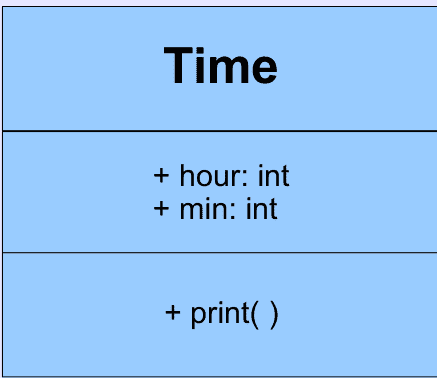 Time
+ hour: int
+ min: int
+ print( )